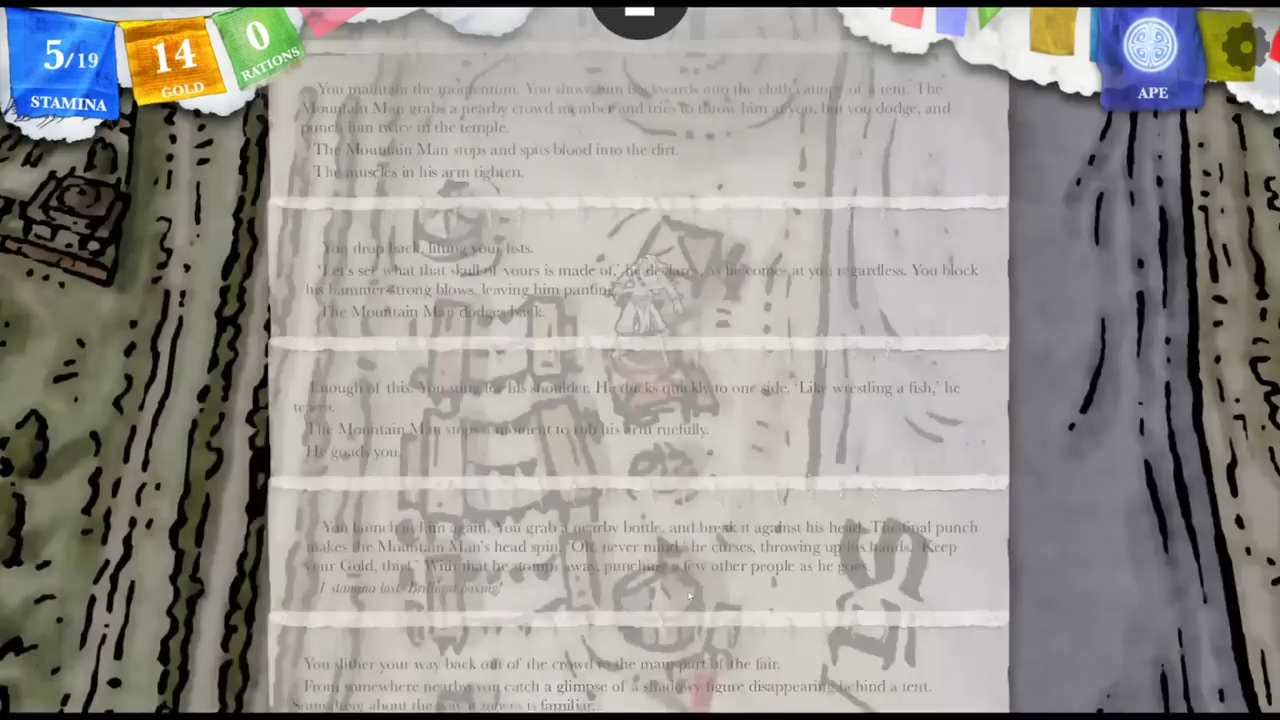 5/19
STAMINA
14
GOLD
0
RATIONS
APE
You maintain the momentum. You shove him backwards into the cloth of a tent. The
Mountain Man grabs a nearby crowd member and tries to throw him at you, but you dodge, and
punch him twice in the temple.
The Mountain Man stops and spits blood into the dirt.
The muscles in his arm tighten.
You drop back, lifting your fists.
'Let's see what that skull of yours is made of,' he declares, as he comes at you regardless. You block
his hammer-strong blows, leaving him panting.
The Mountain Man dodges back.
Enough of this. You for his shoulder. He ducks quickly to one side. 'Like wrestling a fish,' he
The Mountain Man stops a moment to rub his arm ruefully.
He guards you.
You launch at him again. You grab a nearby bottle, and break it against his head. The final punch
makes the Mountain Man's head spin. 'Oh, never mind,' he curses, throwing up his hands. 'Keep
your Gold, thief.' With that he stomps away, punching a few other people as he goes.
1 stamina lost. Brilliant boxing!
You slither your way back out of the crowd to the main part of the fair.
From somewhere nearby you catch a glimpse of a shadowy figure disappearing behind a tent.
Something about the way it moves is familiar...
ES